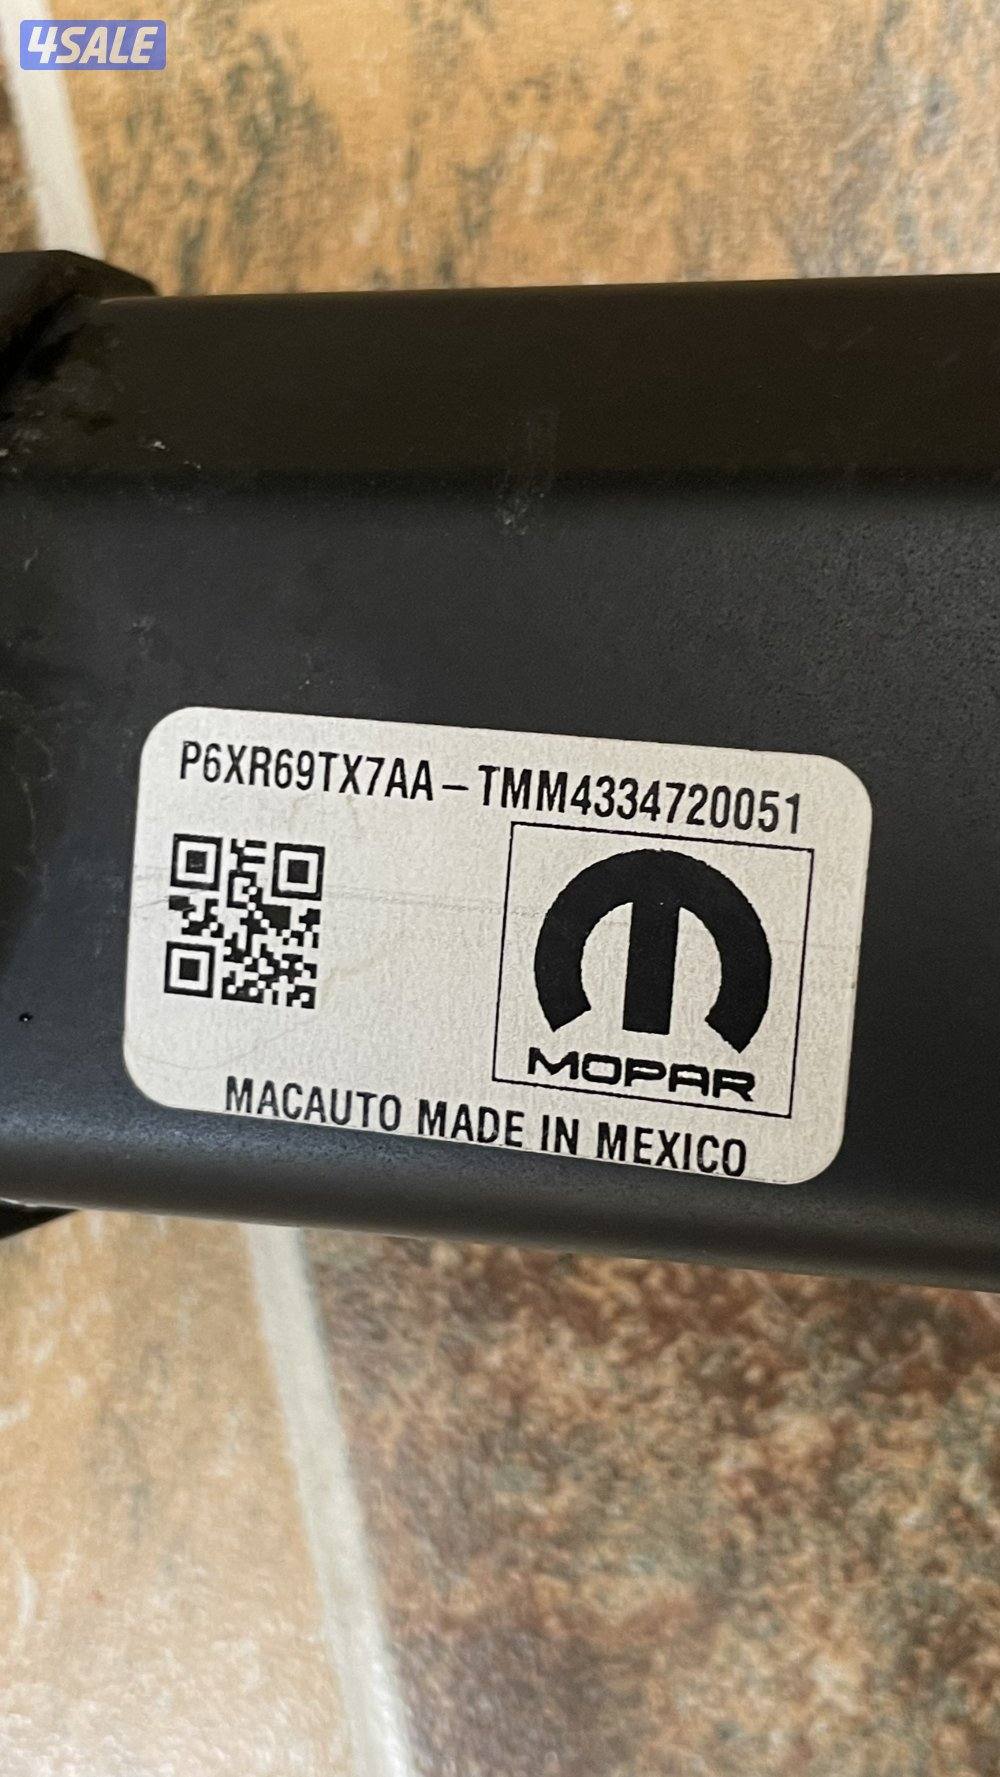 4SALE
P6XR69TX7AA-TMM4334720051
MOPAR
MACAUTO MADE IN MEXICO